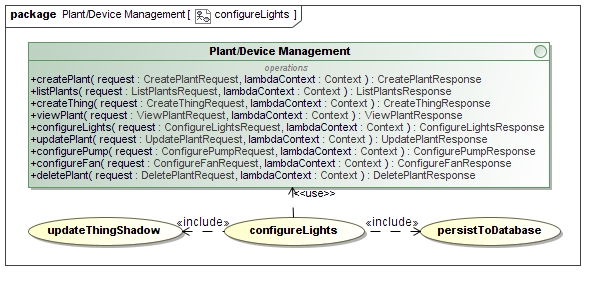 package Plant/Device Management[ configureLights ]
Plant/Device Management
operations
+createPlant( request : CreatePlantRequest, lambdaContext : Context ) : CreatePlantResponse
+listPlants( request : ListPlantsRequest, lambdaContext : Context ) : ListPlantsResponse
+createThing( request : CreateThingRequest, lambdaContext : Context ) : CreateThingResponse
+viewPlant( request : ViewPlantRequest, lambdaContext : Context ) : ViewPlantResponse
+configureLights( request : ConfigureLightsRequest, lambdaContext : Context ) : ConfigureLightsResponse
+updatePlant( request : UpdatePlantRequest, lambdaContext : Context ) : UpdatePlantResponse
+configurePump( request : ConfigurePumpRequest, lambdaContext : Context ) : ConfigurePumpResponse
+configureFan( request : ConfigureFanRequest, lambdaContext : Context ) : ConfigureFanResponse
+deletePlant( request : DeletePlantRequest, lambdaContext : Context ) : DeletePlantResponse
<<use>>
«include» «include»
updateThingShadow configureLights persistToDatabase